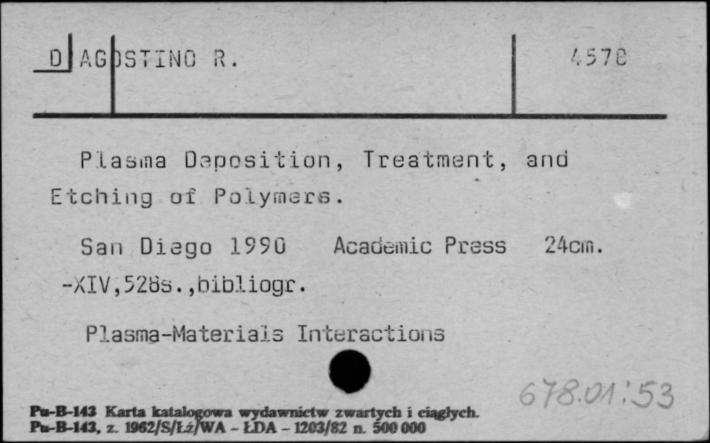 D'AGOSTINO R. 4578
Plasma Deposition, Treatment, and
Etching of Polymers.
San Diego 1990 Academic Press 24cm.
-XIV,528s.,bibliogr.
Plasma-Materials Interactions
678.01:53
Pu-B-143 Karta katalogowa wydawnictw zwartych i ciągłych.
Pu-B-143, z. 1962/S/Łż/WA - ŁDA - 1203/82 n. 500 000